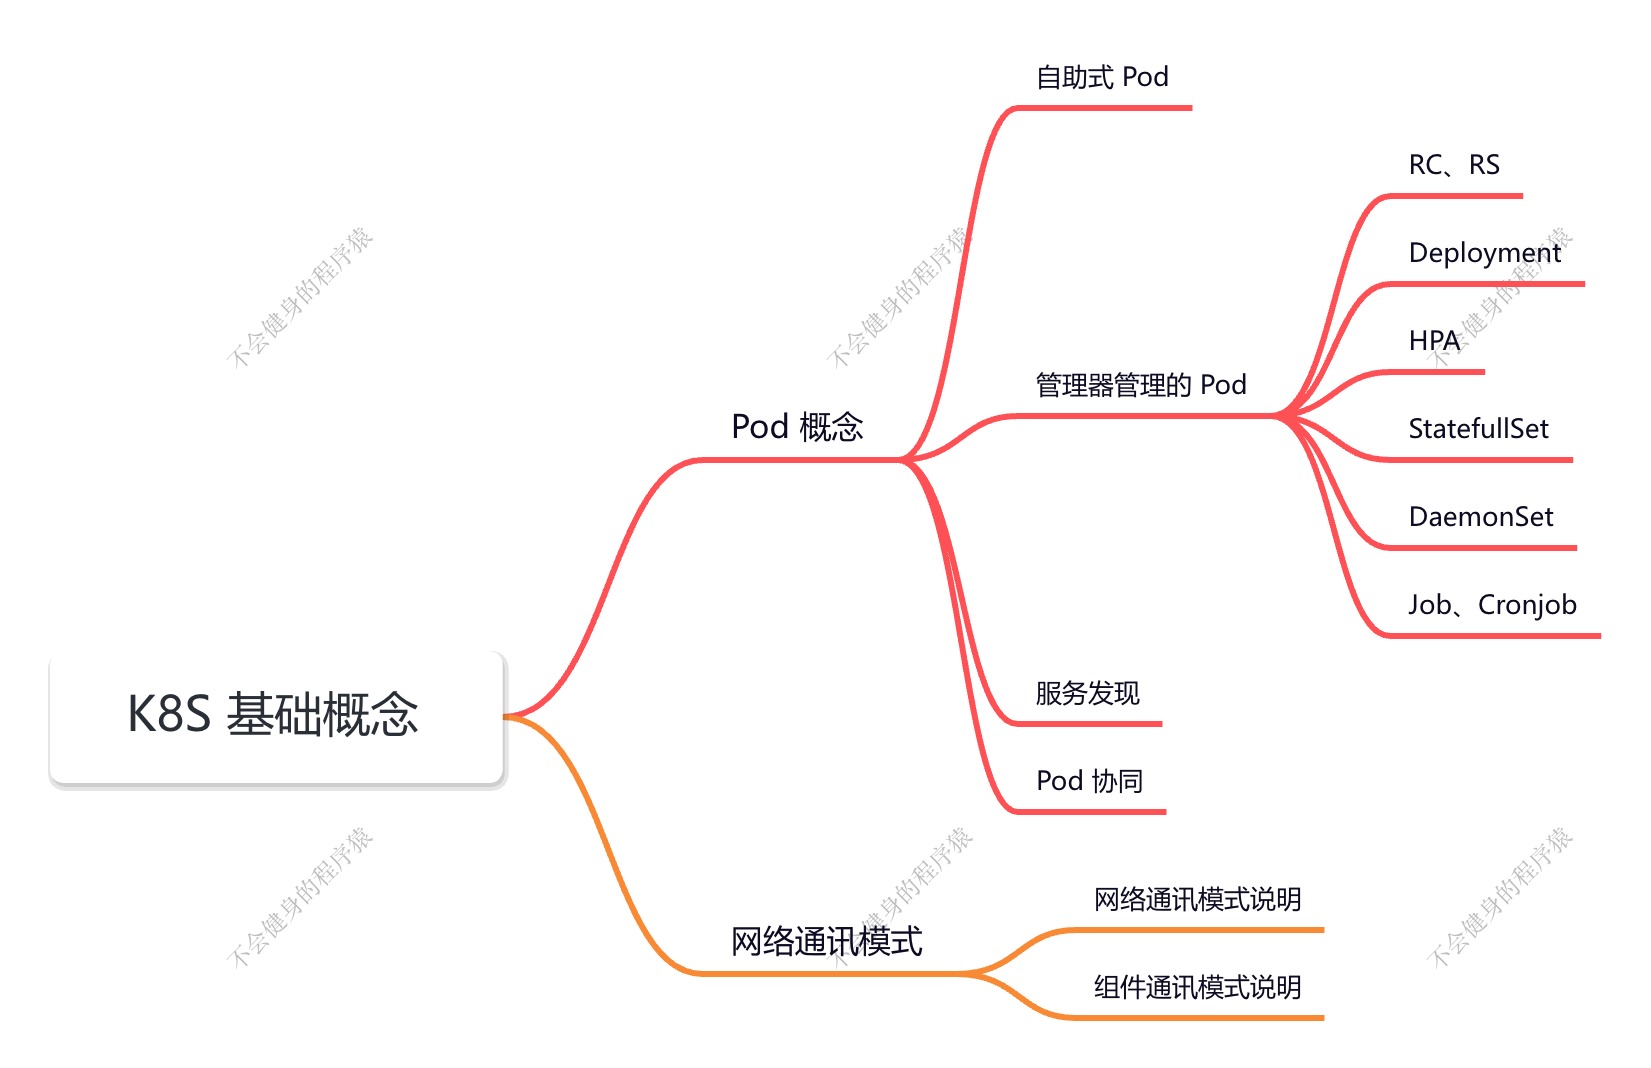 自助式 Pod
RC、RS
Deployment
HPA
管理器管理的 Pod
StatefullSet
Pod 概念
DaemonSet
Job、Cronjob
服务发现
K8S 基础概念
Pod 协同
网络通讯模式说明
网络通讯模式
组件通讯模式说明
不会健身的程序猿
不会健身的程序猿
不会健身的程序猿
不会健身的程序猿
不会健身的程序猿
不会健身的程序猿